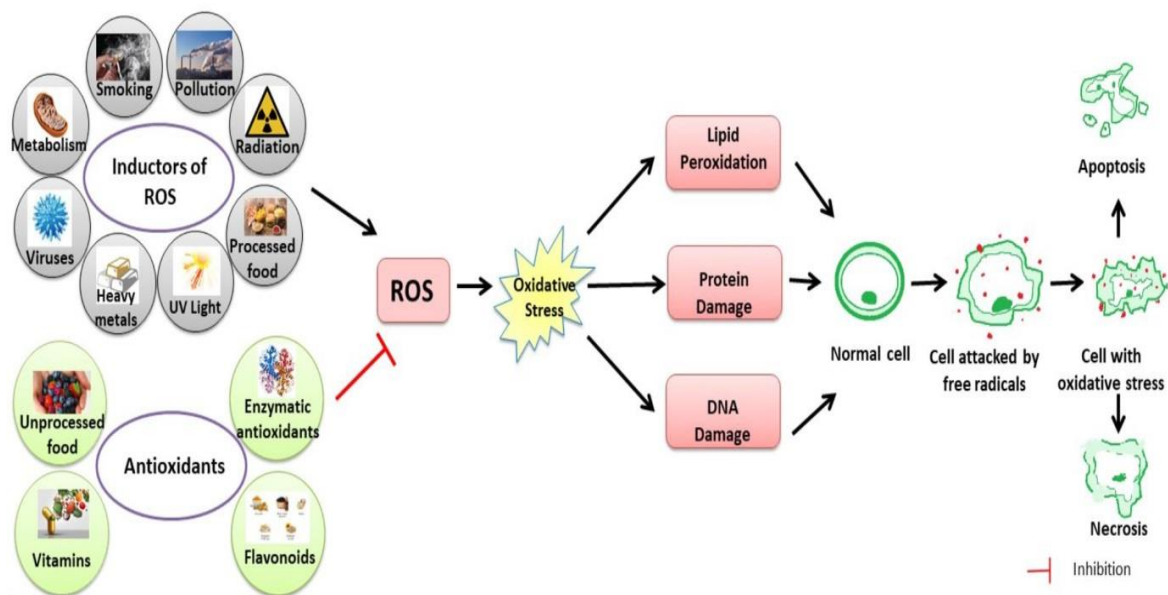 Smoking
Pollution
Metabolism
Radiation
Inductors of
ROS
Viruses
Processed
food
Heavy
metals
UV Light
Unprocessed
food
Enzymatic
antioxidants
Antioxidants
Vitamins
Flavonoids
ROS
Oxidative
Stress
Lipid
Peroxidation
Protein
Damage
DNA
Damage
Normal cell
Cell attacked by
free radicals
Apoptosis
Cell with
oxidative stress
Necrosis
Inhibition